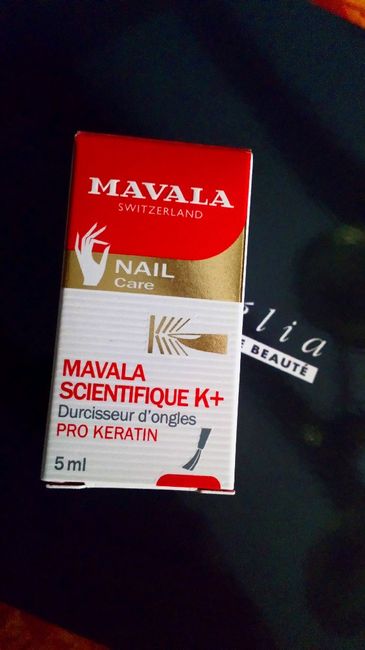 MAVALA
SWITZERLAND
NAIL
Care
MAVALA
SCIENTIFIQUE K+
Durcisseur d'ongles
PRO KERATIN
5 ml
BEAUTÉ